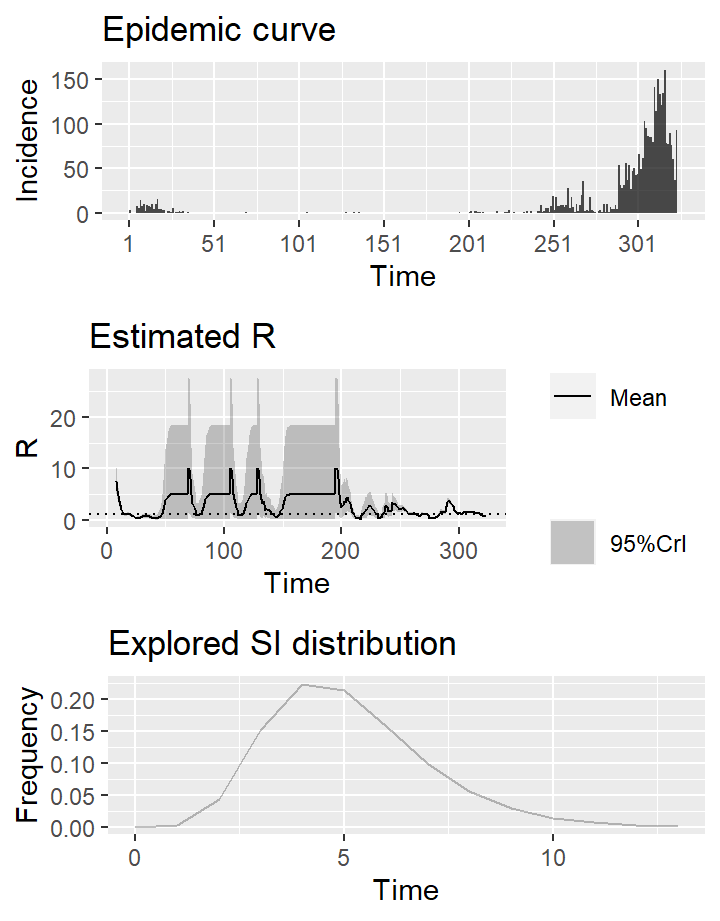 Epidemic curve
150
100
50
0
Incidence
1 51 101 151 201 251 301
Time
Estimated R
20
10
0
R
0 100 200 300
Time
Mean
95%CrI
Explored SI distribution
0.20
0.15
0.10
0.05
0.00
Frequency
0 5 10
Time